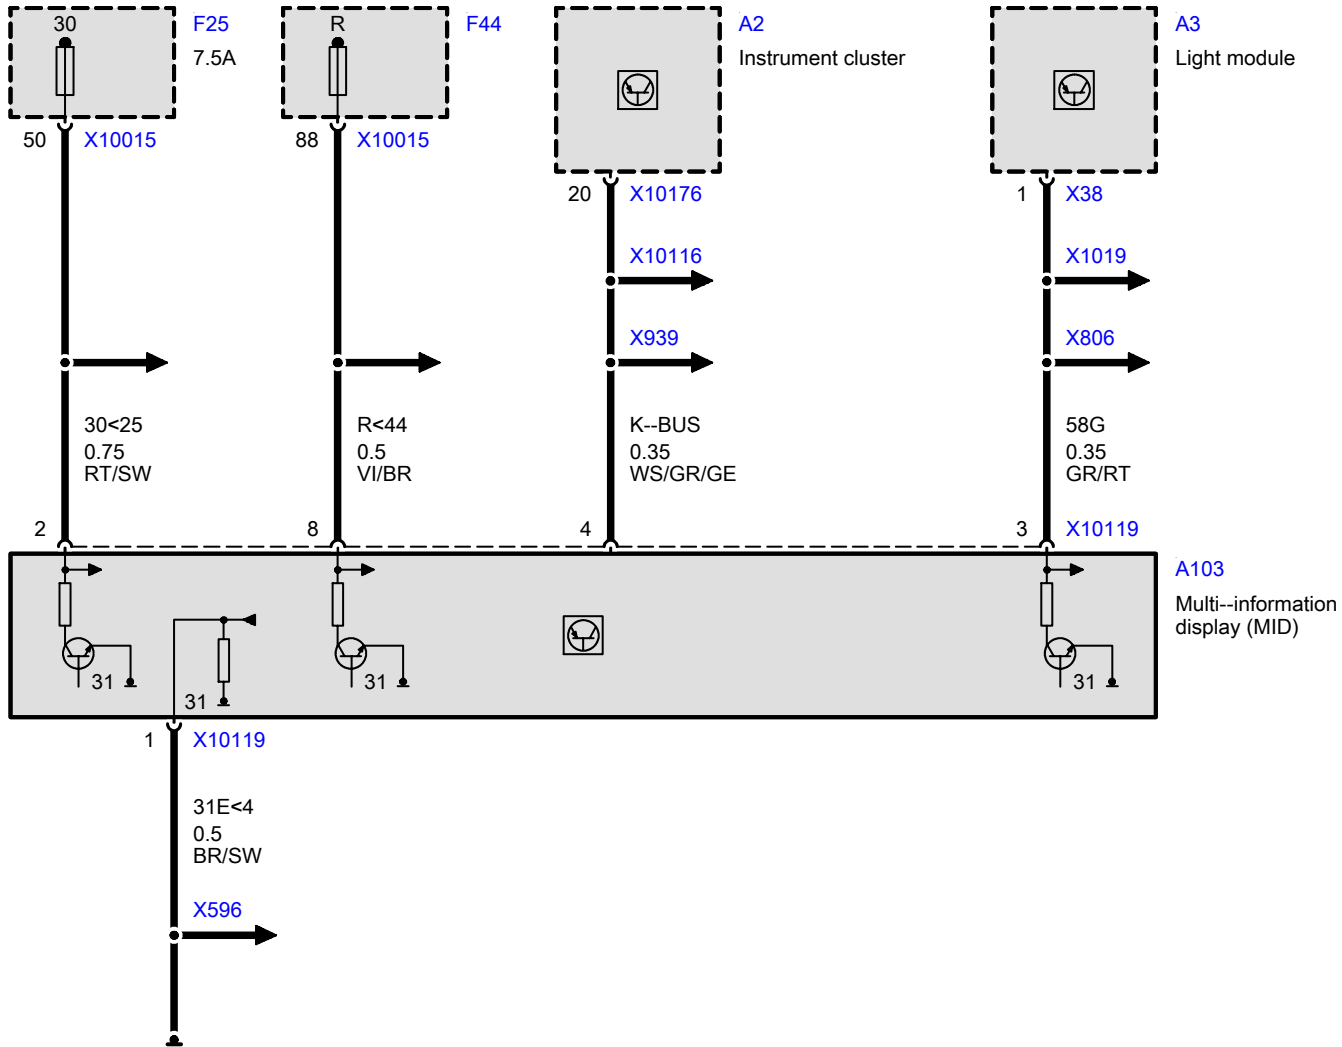 30
F25
7.5A
R
F44
A2
Instrument cluster
A3
Light module
50
X10015
88
X10015
20
X10176
1
X38
X10116
X1019
X939
X806
30<25
0.75
RT/SW
R<44
0.5
VI/BR
K--BUS
0.35
WS/GR/GE
58G
0.35
GR/RT
2
8
4
3
X10119
A103
Multi--information
display (MID)
31
31
31
31
1
X10119
31E<4
0.5
BR/SW
X596